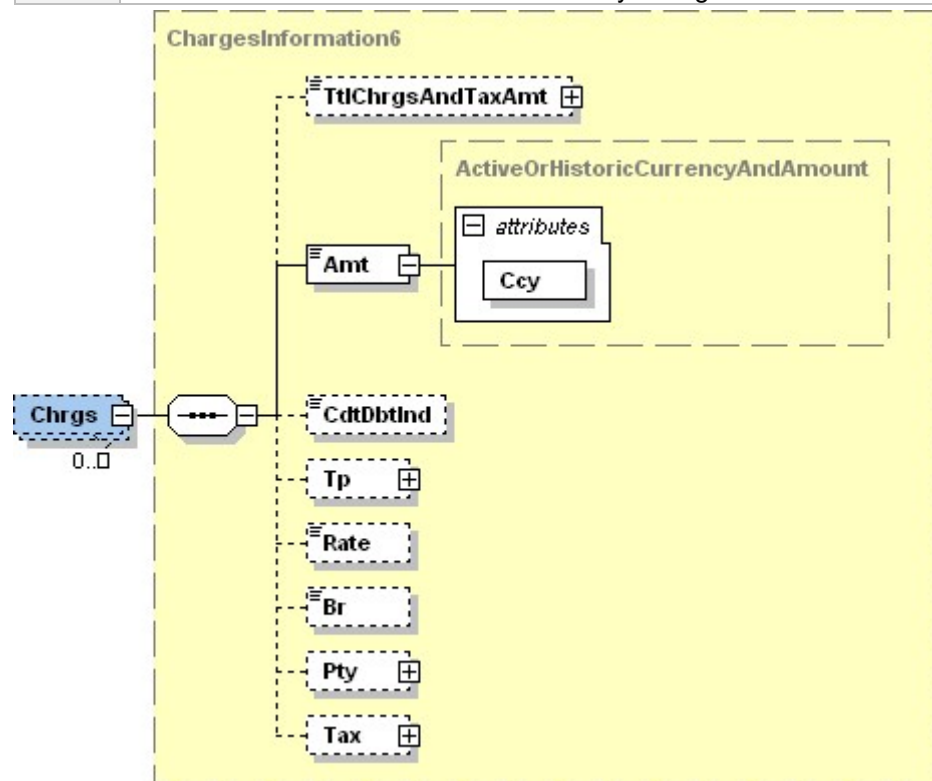 ChargesInformation6
TtlChrgsAndTaxAmt
ActiveOrHistoricCurrencyAndAmount
attributes
Amt
Ccy
Chrgs
0..□
CdtDbtInd
Tp
Rate
Br
Pty
Tax